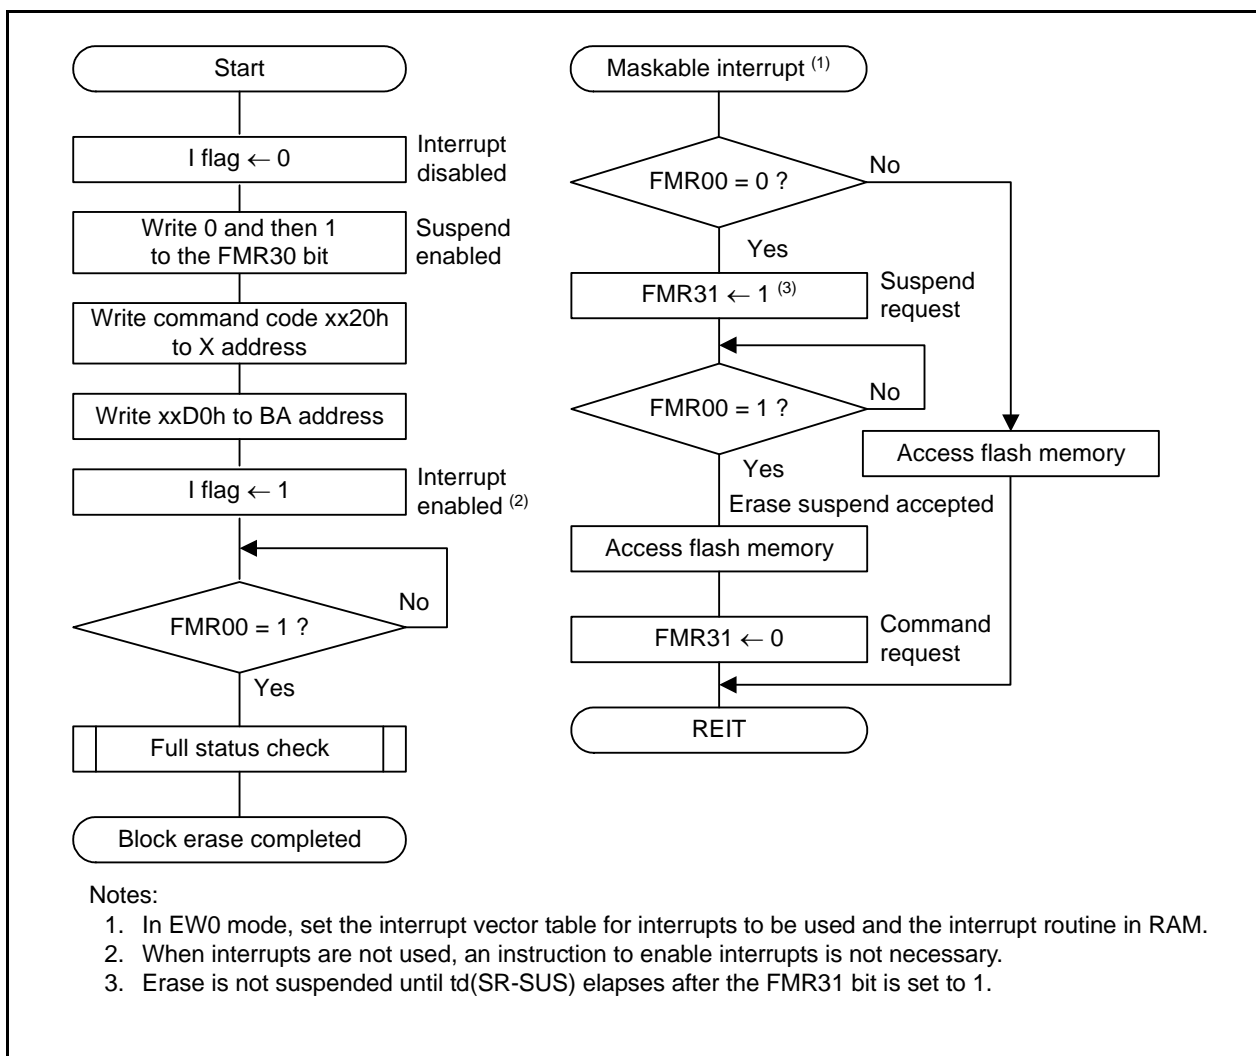 Start
I flag ← 0
Interrupt
disabled
Write 0 and then 1
to the FMR30 bit
Suspend
enabled
Write command code xx20h
to X address
Write xxD0h to BA address
I flag ← 1
Interrupt
enabled (2)
FMR00 = 1 ?
No
Yes
Full status check
Block erase completed
Maskable interrupt (1)
FMR00 = 0 ?
No
Yes
FMR31 ← 1 (3)
Suspend
request
FMR00 = 1 ?
No
Yes
Erase suspend accepted
Access flash memory
Access flash memory
FMR31 ← 0
Command
request
REIT
Notes:
1. In EW0 mode, set the interrupt vector table for interrupts to be used and the interrupt routine in RAM.
2. When interrupts are not used, an instruction to enable interrupts is not necessary.
3. Erase is not suspended until td(SR-SUS) elapses after the FMR31 bit is set to 1.